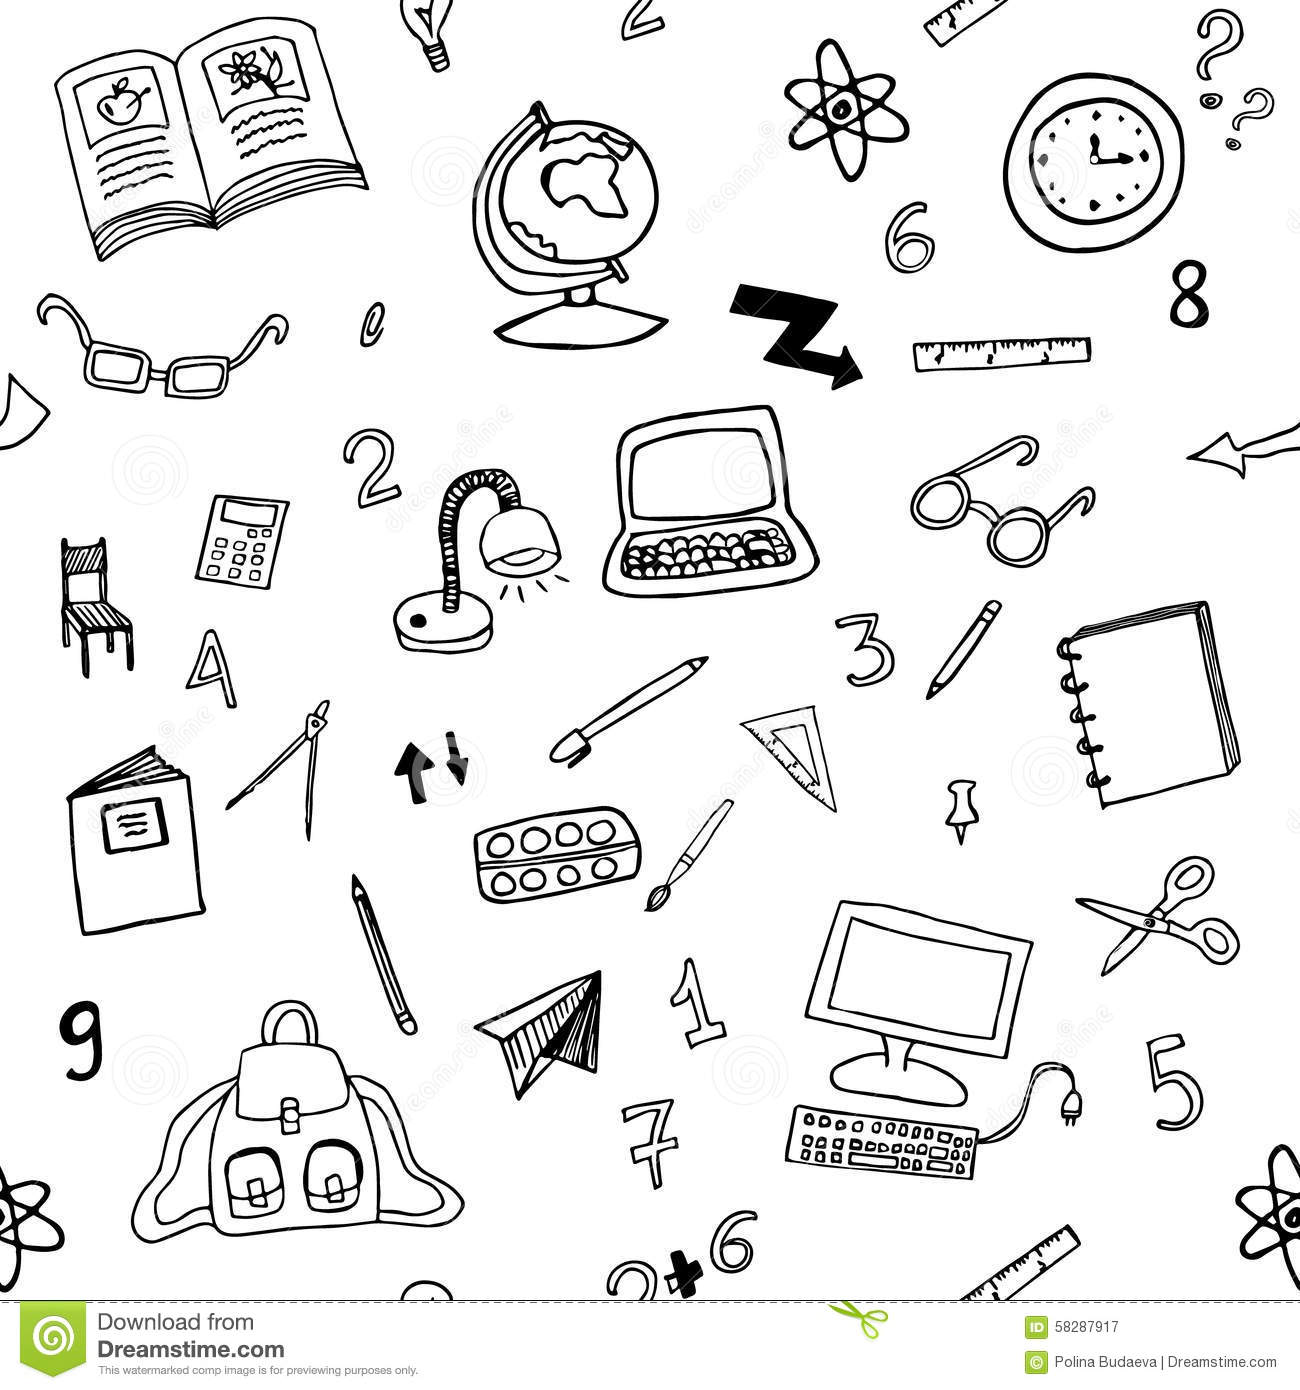 2
?
?
6
8
2
3
4
1
9
5
7
2+6
Download from
Dreamstime.com
This watermarked comp image is for previewing purposes only.
ID 58287917
© Polina Budaeva | Dreamstime.com